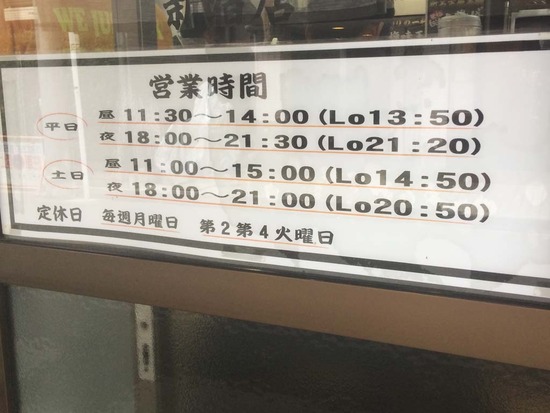 営業時間
平日 昼 11:30～14:00(Lo13:50)
夜 18:00～21:30(Lo21:20)
土日 昼 11:00～15:00(Lo14:50)
夜 18:00～21:00(Lo20:50)
定休日 毎週月曜日 第2第4火曜日